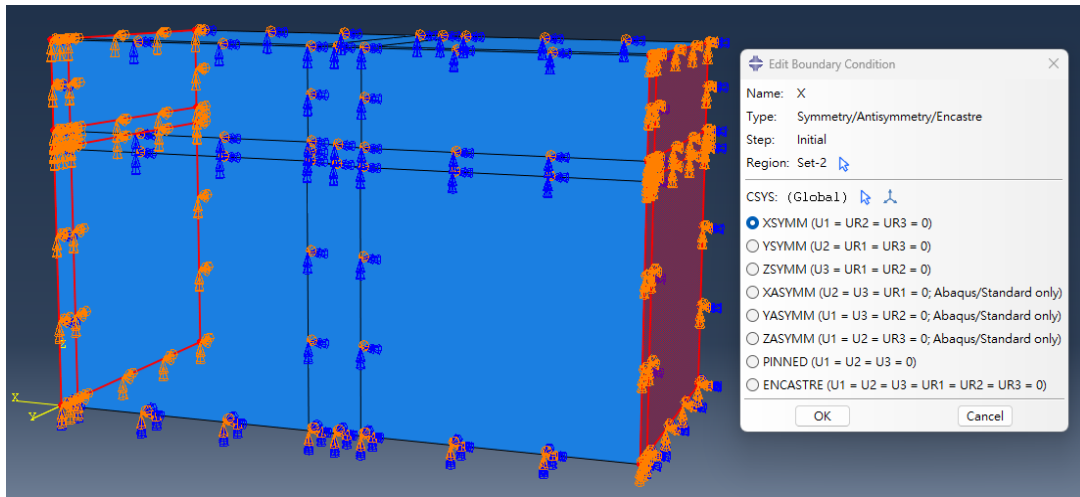 Edit Boundary Condition
Name: X
Type: Symmetry/Antisymmetry/Encastre
Step: Initial
Region: Set-2
CSYS: (Global)
XSYMM (U1 = UR2 = UR3 = 0)
YSYMM (U2 = UR1 = UR3 = 0)
ZSYMM (U3 = UR1 = UR2 = 0)
XASYMM (U2 = U3 = UR1 = 0; Abaqus/Standard only)
YASYMM (U1 = U3 = UR2 = 0; Abaqus/Standard only)
ZASYMM (U1 = U2 = UR3 = 0; Abaqus/Standard only)
PINNED (U1 = U2 = U3 = 0)
ENCASTRE (U1 = U2 = U3 = UR1 = UR2 = UR3 = 0)
OK Cancel
Z
X
Y